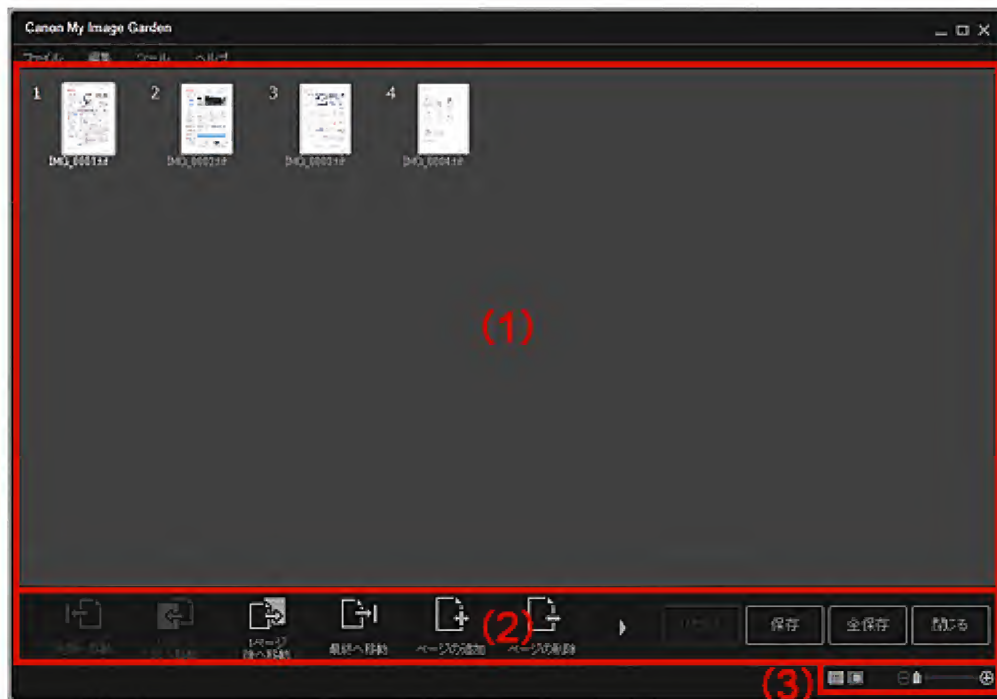 Canon My Image Garden
ファイル 編集 ツール ヘルプ
1 2 3 4
(1)
1ページ
後へ移動
最終へ移動
ページの追加
(2)
ページの削除
保存
全保存
閉じる
(3)